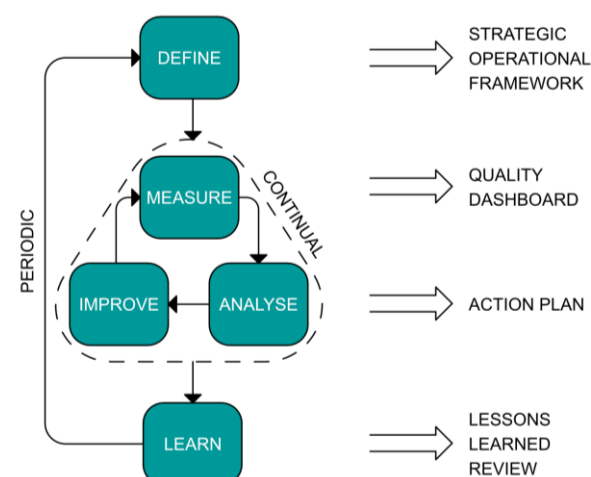 DEFINE
STRATEGIC
OPERATIONAL
FRAMEWORK
MEASURE
CONTINUAL
QUALITY
DASHBOARD
PERIODIC
IMPROVE
ANALYSE
ACTION PLAN
LEARN
LESSONS
LEARNED
REVIEW